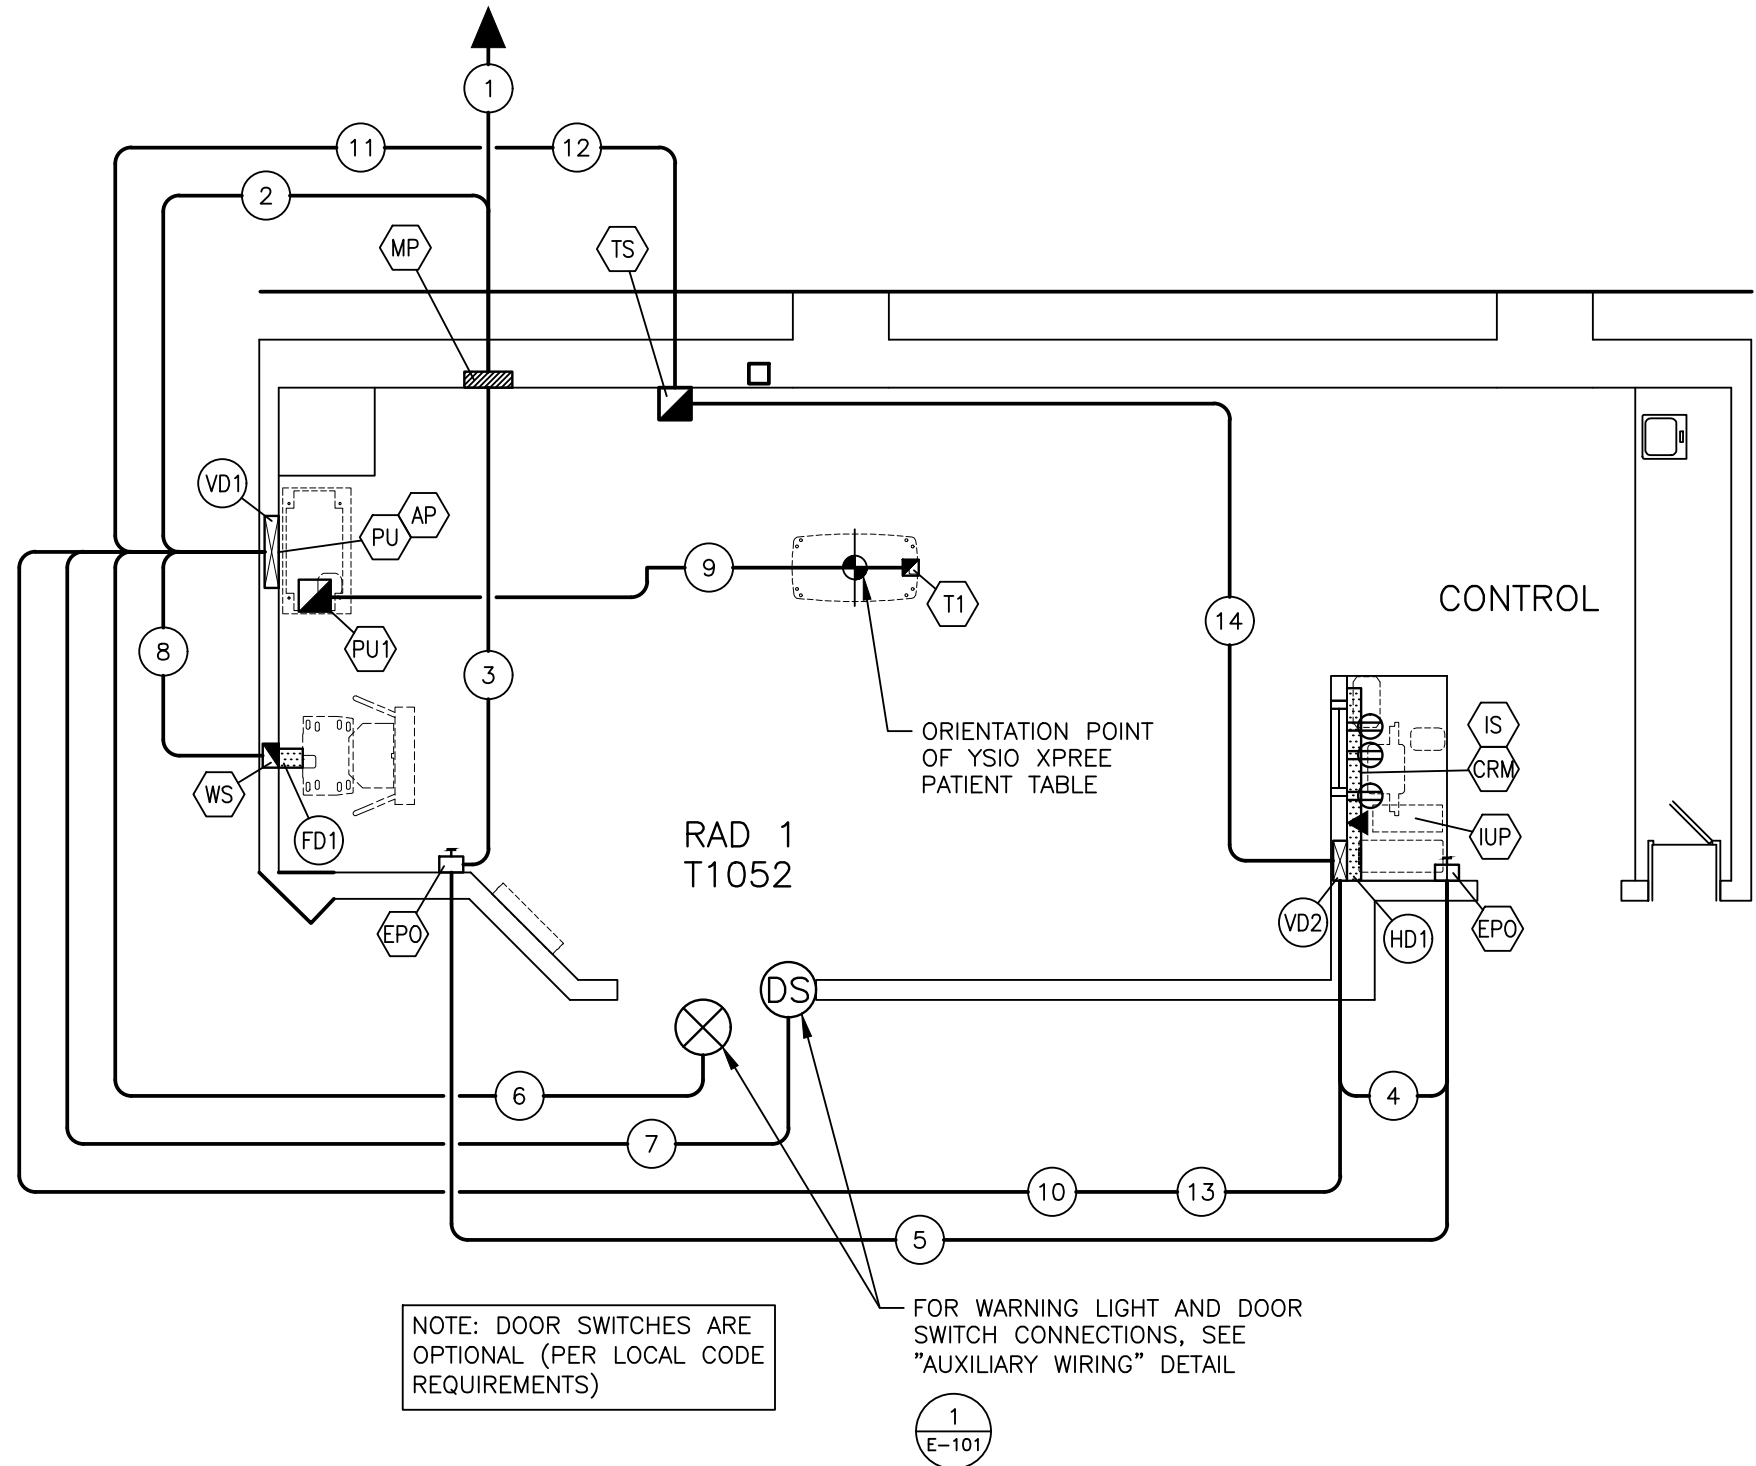 1
11
12
2
MP
TS
VD1
AP
PU
9
T1
CONTROL
14
8
PU1
3
ORIENTATION POINT
OF YSIO XPREE
PATIENT TABLE
IS
CRM
WS
FD1
RAD 1
T1052
IUP
EPO
VD2
HD1
EPO
DS
6
4
7
10
13
5
NOTE: DOOR SWITCHES ARE
OPTIONAL (PER LOCAL CODE
REQUIREMENTS)
FOR WARNING LIGHT AND DOOR
SWITCH CONNECTIONS, SEE
"AUXILIARY WIRING" DETAIL
1
E-101